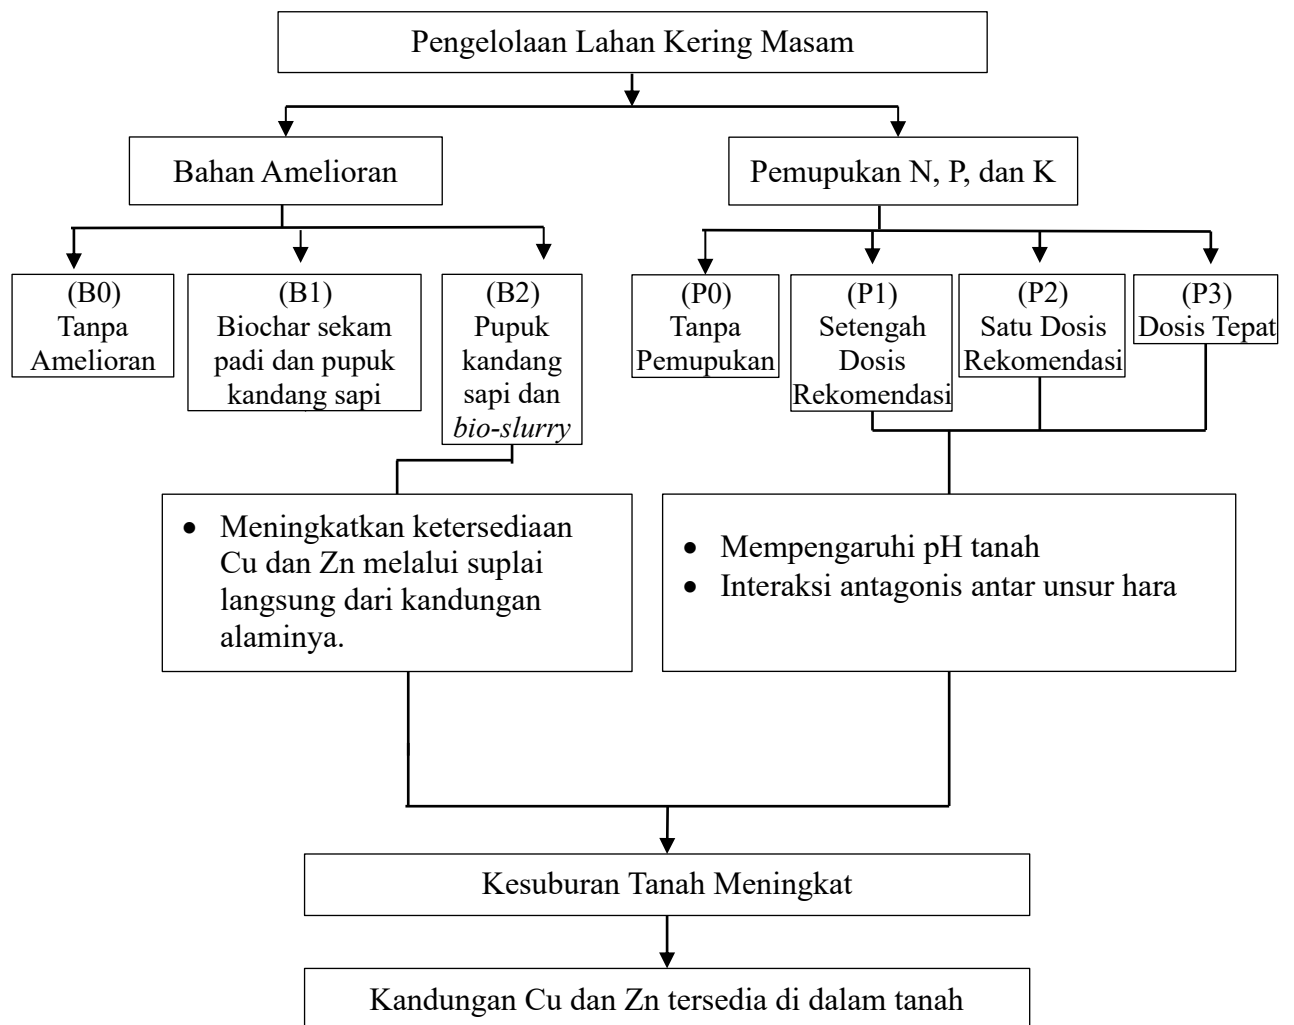 Pengelolaan Lahan Kering Masam
Bahan Amelioran
Pemupukan N, P, dan K
(B0)
Tanpa
Amelioran
(B1)
Biochar sekam
padi dan pupuk
kandang sapi
(B2)
Pupuk
kandang
sapi dan
bio-slurry
(P0)
Tanpa
Pemupukan
(P1)
Setengah
Dosis
Rekomendasi
(P2)
Satu Dosis
Rekomendasi
(P3)
Dosis Tepat
• Meningkatkan ketersediaan
Cu dan Zn melalui suplai
langsung dari kandungan
alaminya.
• Mempengaruhi pH tanah
• Interaksi antagonis antar unsur hara
Kesuburan Tanah Meningkat
Kandungan Cu dan Zn tersedia di dalam tanah